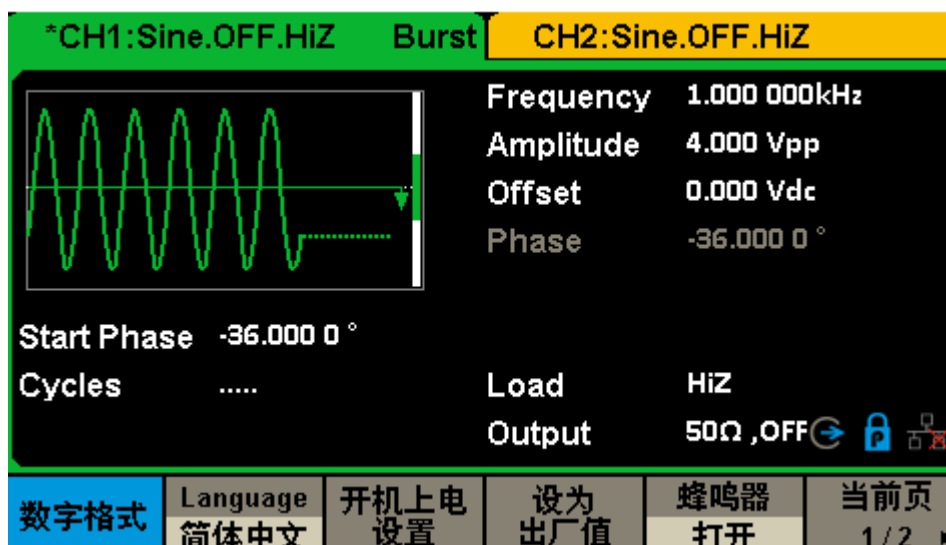 *CH1:Sine.OFF.HiZ Burst CH2:Sine.OFF.HiZ
Frequency 1.000 000kHz
Amplitude 4.000 Vpp
Offset 0.000 Vdc
Phase -36.000 0 °
Start Phase -36.000 0 °
Cycles .....
Load HiZ
Output 50Ω ,OFF P
数字格式 Language 开机上电 设为 蜂鸣器 当前页
简体中文 设置 出厂值 打开 1/2